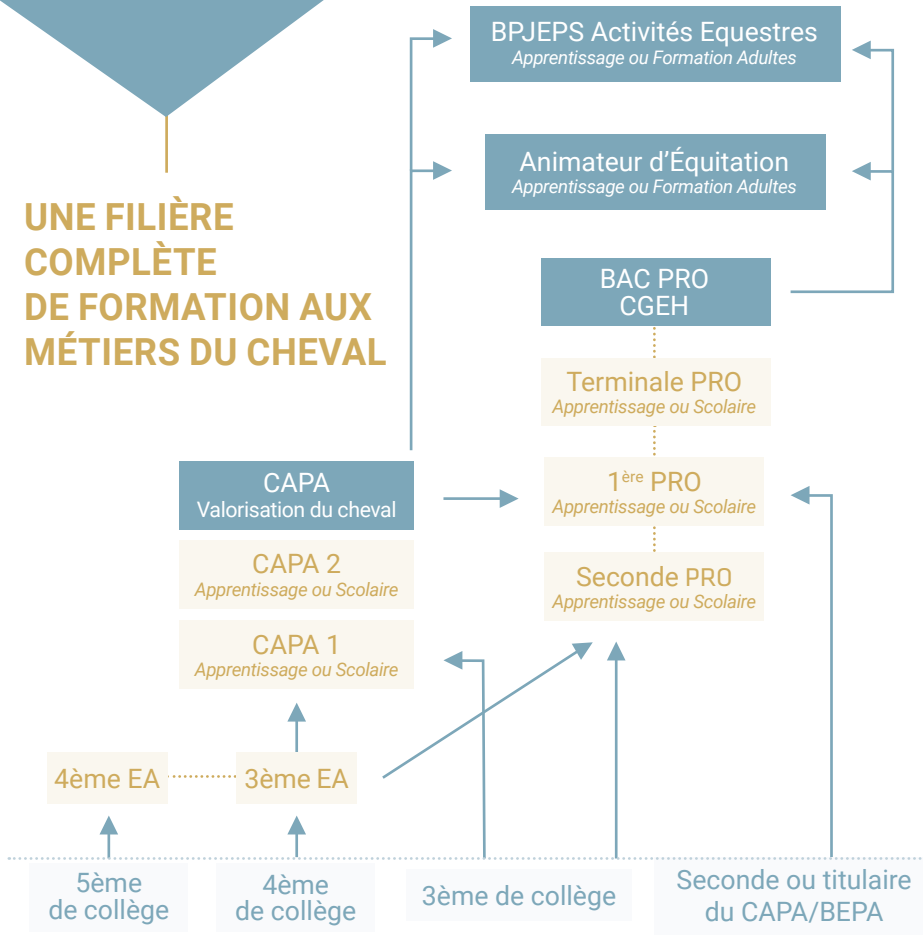 BPJEPS Activités Equestres
Apprentissage ou Formation Adultes
Animateur d'Équitation
Apprentissage ou Formation Adultes
UNE FILIÈRE
COMPLÈTE
DE FORMATION AUX
MÉTIERS DU CHEVAL
BAC PRO
CGEH
Terminale PRO
Apprentissage ou Scolaire
CAPA
Valorisation du cheval
1ère PRO
Apprentissage ou Scolaire
CAPA 2
Apprentissage ou Scolaire
Seconde PRO
Apprentissage ou Scolaire
CAPA 1
Apprentissage ou Scolaire
4ème EA
3ème EA
5ème
de collège
4ème
de collège
3ème de collège
Seconde ou titulaire
du CAPA/BEPA